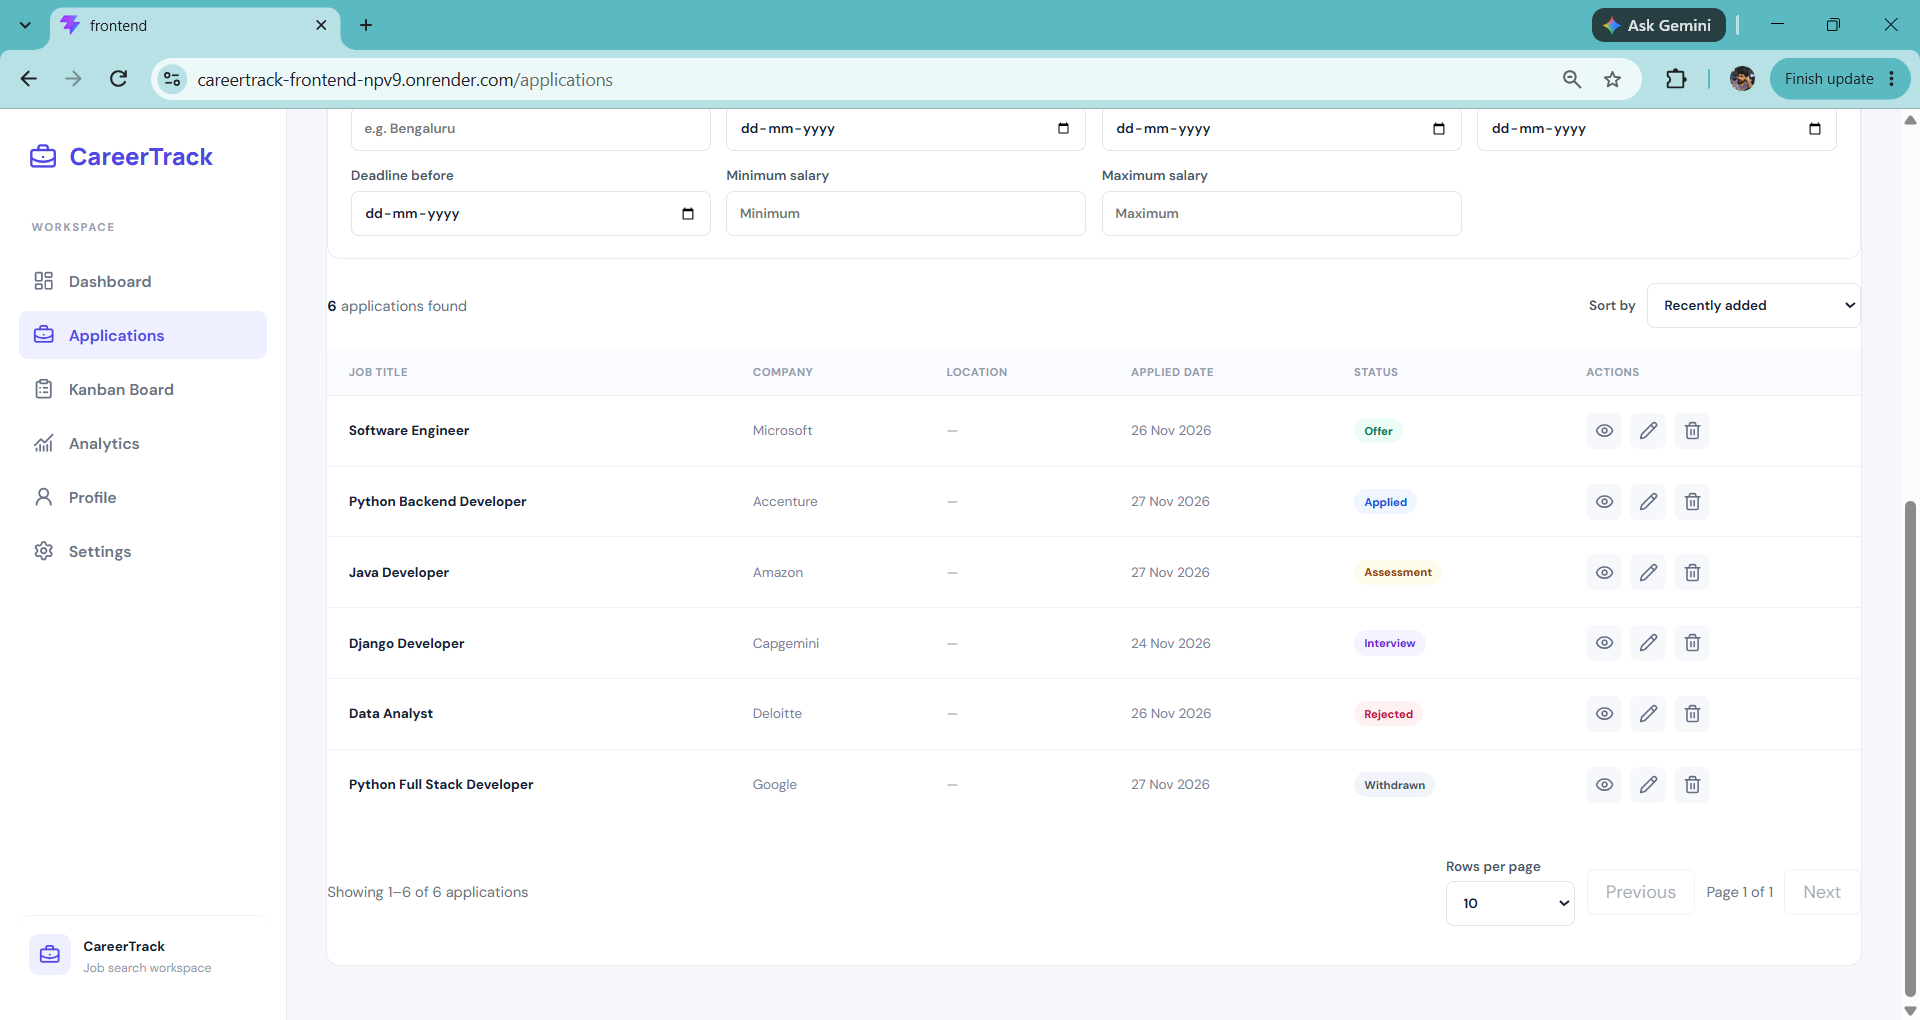 frontend
Ask Gemini
careertrack-frontend-npv9.onrender.com/applications
Finish update
CareerTrack
WORKSPACE
Dashboard
Applications
Kanban Board
Analytics
Profile
Settings
CareerTrack
Job search workspace
e.g. Bengaluru dd-mm-yyyy dd-mm-yyyy dd-mm-yyyy
Deadline before Minimum salary Maximum salary
dd-mm-yyyy Minimum Maximum
6 applications found Sort by Recently added
JOB TITLE COMPANY LOCATION APPLIED DATE STATUS ACTIONS
Software Engineer Microsoft — 26 Nov 2026 Offer
Python Backend Developer Accenture — 27 Nov 2026 Applied
Java Developer Amazon — 27 Nov 2026 Assessment
Django Developer Capgemini — 24 Nov 2026 Interview
Data Analyst Deloitte — 26 Nov 2026 Rejected
Python Full Stack Developer Google — 27 Nov 2026 Withdrawn
Rows per page
Showing 1–6 of 6 applications 10 Previous Page 1 of 1 Next